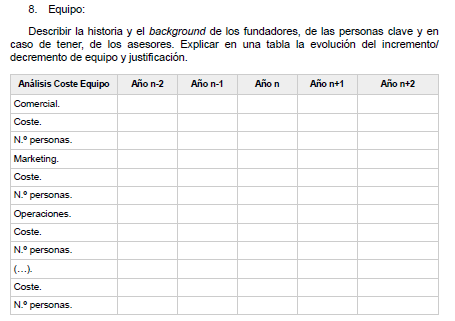 8. Equipo:
Describir la historia y el background de los fundadores, de las personas clave y en
caso de tener, de los asesores. Explicar en una tabla la evolución del incremento/
decremento de equipo y justificación.
Análisis Coste Equipo Año n-2 Año n-1 Año n Año n+1 Año n+2
Comercial.
Coste.
N.º personas.
Marketing.
Coste.
N.º personas.
Operaciones.
Coste.
N.º personas.
(...).
Coste.
N.º personas.